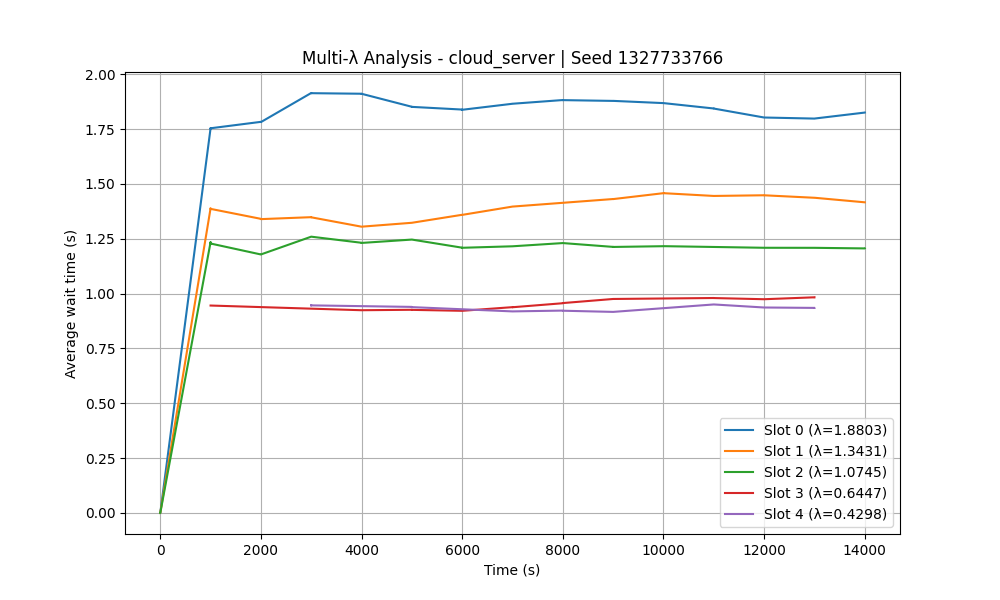 Multi-λ Analysis - cloud_server | Seed 1327733766
Average wait time (s)
2.00
1.75
1.50
1.25
1.00
0.75
0.50
0.25
0.00
Slot 0 (λ=1.8803)
Slot 1 (λ=1.3431)
Slot 2 (λ=1.0745)
Slot 3 (λ=0.6447)
Slot 4 (λ=0.4298)
0 2000 4000 6000 8000 10000 12000 14000
Time (s)